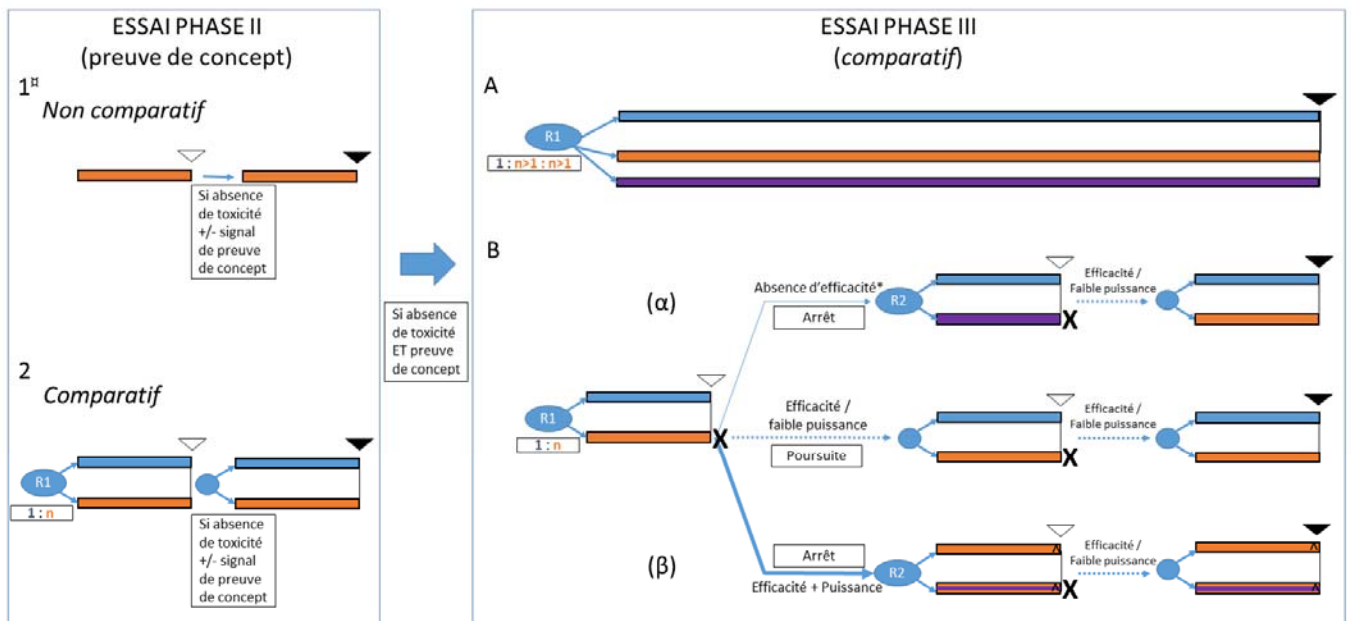 ESSAI PHASE II
(preuve de concept)
1¤
Non comparatif
Si absence
de toxicité
+/- signal
de preuve
de concept
2
Comparatif
R1
1 : n
Si absence
de toxicité
+/- signal
de preuve
de concept
Si absence
de toxicité
ET preuve
de concept
ESSAI PHASE III
(comparatif)
A
R1
1 : n>1 : n>1
B
(α)
Absence d'efficacité*
Arrêt
R2
Efficacité /
Faible puissance
X
R1
1 : n
X
Efficacité /
faible puissance
Poursuite
Efficacité /
Faible puissance
X
(β)
Arrêt
Efficacité + Puissance
R2
^
^
Efficacité /
Faible puissance
X
^
^